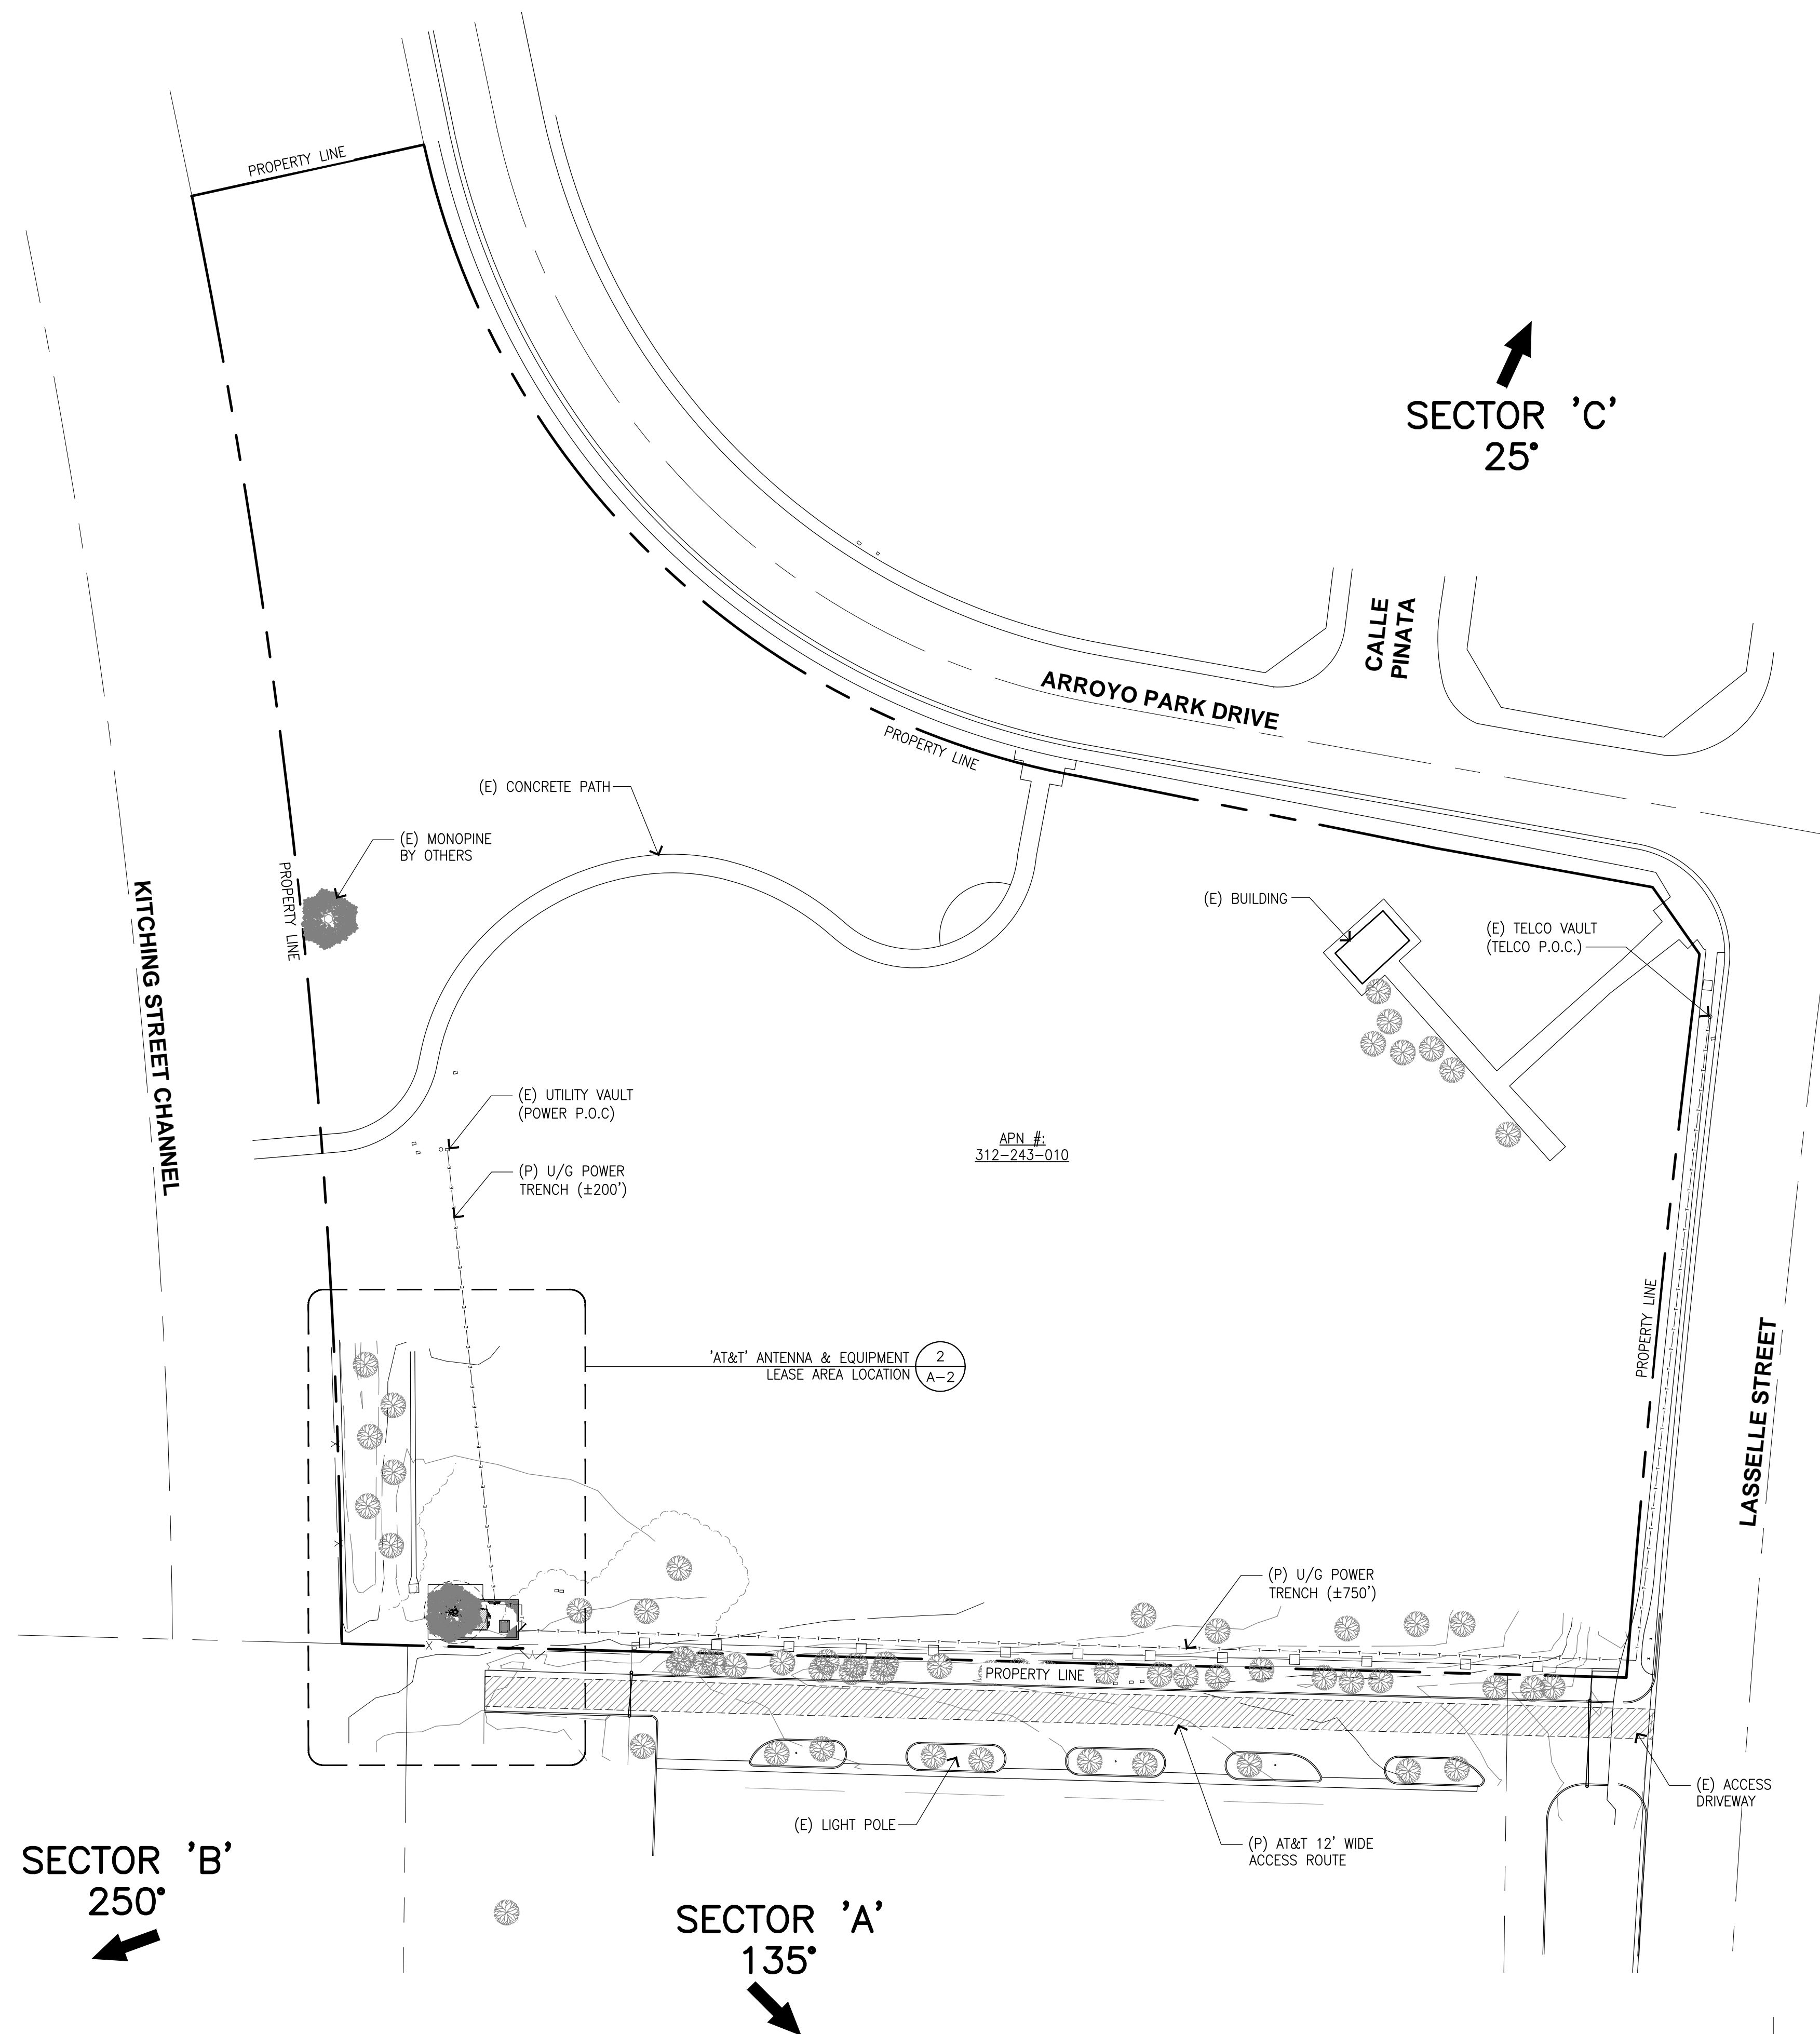 PROPERTY LINE
SECTOR 'C'
25°
CALLE
PINATA
ARROYO PARK DRIVE
PROPERTY LINE
(E) CONCRETE PATH
(E) MONOPINE
BY OTHERS
PROPERTY LINE
KITCHING STREET CHANNEL
(E) BUILDING
(E) TELCO VAULT
(TELCO P.O.C.)
(E) UTILITY VAULT
(POWER P.O.C)
APN #:
312-243-010
(P) U/G POWER
TRENCH (±200')
PROPERTY LINE
LASSELLE STREET
'AT&T' ANTENNA & EQUIPMENT
LEASE AREA LOCATION
2
A-2
(P) U/G POWER
TRENCH (±750')
PROPERTY LINE
(E) ACCESS
DRIVEWAY
(E) LIGHT POLE
(P) AT&T 12' WIDE
ACCESS ROUTE
SECTOR 'B'
250°
SECTOR 'A'
135°